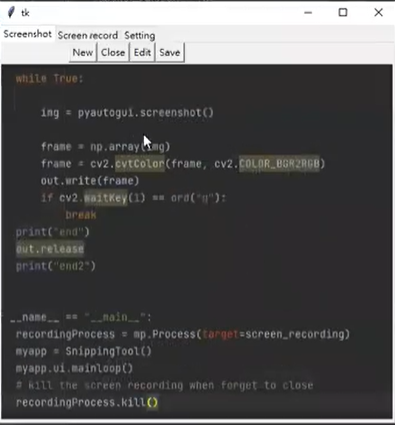 tk
Screenshot Screen record Setting
New Close Edit Save
while True:
img = pyautogui.screenshot()
frame = np.array(img)
frame = cv2.cvtColor(frame, cv2.COLOR_BGR2RGB)
out.write(frame)
if cv2.waitKey(1) == ord("q"):
break
print("end")
out.release
print("end2")
__name__ == "__main__":
recordingProcess = mp.Process(target=screen_recording)
myapp = SnippingTool()
myapp.ui.mainloop()
# kill the screen recording when forget to close
recordingProcess.kill()